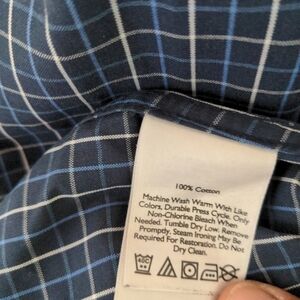 100% Cotton
Machine Wash Warm With Like
Colors, Durable Press Cycle. Only
Non-Chlorine Bleach When
Needed. Tumble Dry Low. Remove
Promptly. Steam Ironing May Be
Required For Restoration. Do Not
Dry Clean.